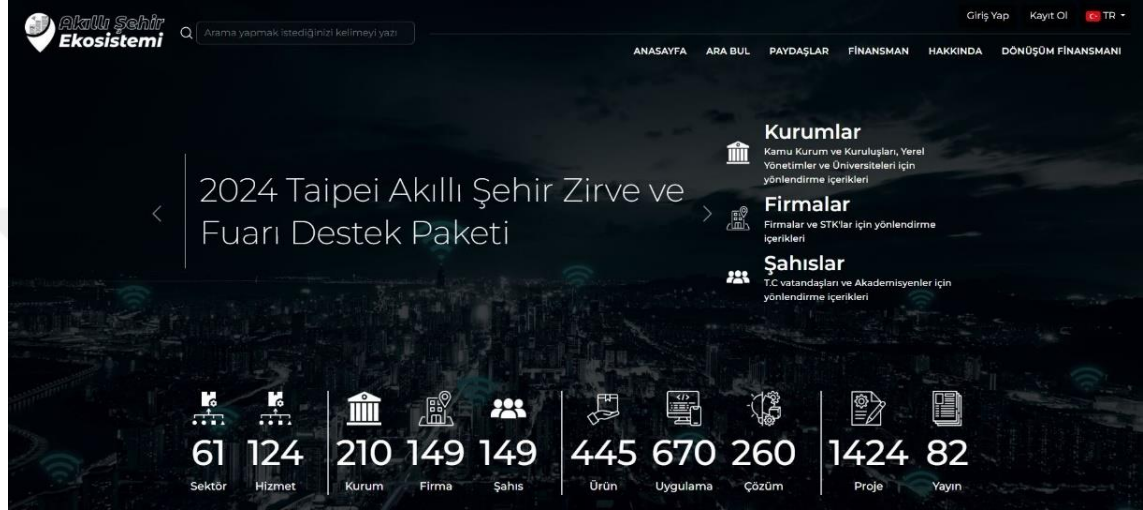 Akıllı Şehir
Ekosistemi
Arama yapmak istediğinizi kelimeyi yazı
Giriş Yap Kayıt Ol TR
ANASAYFA ARA BUL PAYDAŞLAR FİNANSMAN HAKKINDA DÖNÜŞÜM FİNANSMANI
2024 Taipei Akıllı Şehir Zirve ve
Fuarı Destek Paketi
Kurumlar
Kamu Kurum ve Kuruluşları, Yerel
Yönetimler ve Üniversiteleri için
yönlendirme içerikleri
Firmalar
Firmalar ve STK'lar için yönlendirme
içerikleri
Şahıslar
T.C vatandaşları ve Akademisyenler için
yönlendirme içerikleri
61 124 210 149 149 445 670 260 1424 82
Sektör Hizmet Kurum Firma Şahıs Ürün Uygulama Çözüm Proje Yayın